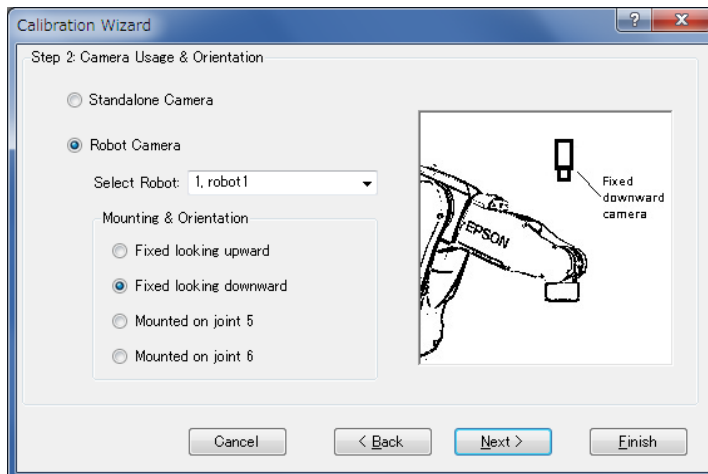 Calibration Wizard
Step 2: Camera Usage & Orientation
Standalone Camera
Robot Camera
Select Robot: 1, robot1
Mounting & Orientation
Fixed looking upward
Fixed looking downward
Mounted on joint 5
Mounted on joint 6
Fixed
downward
camera
EPSON
Cancel
< Back
Next >
Finish